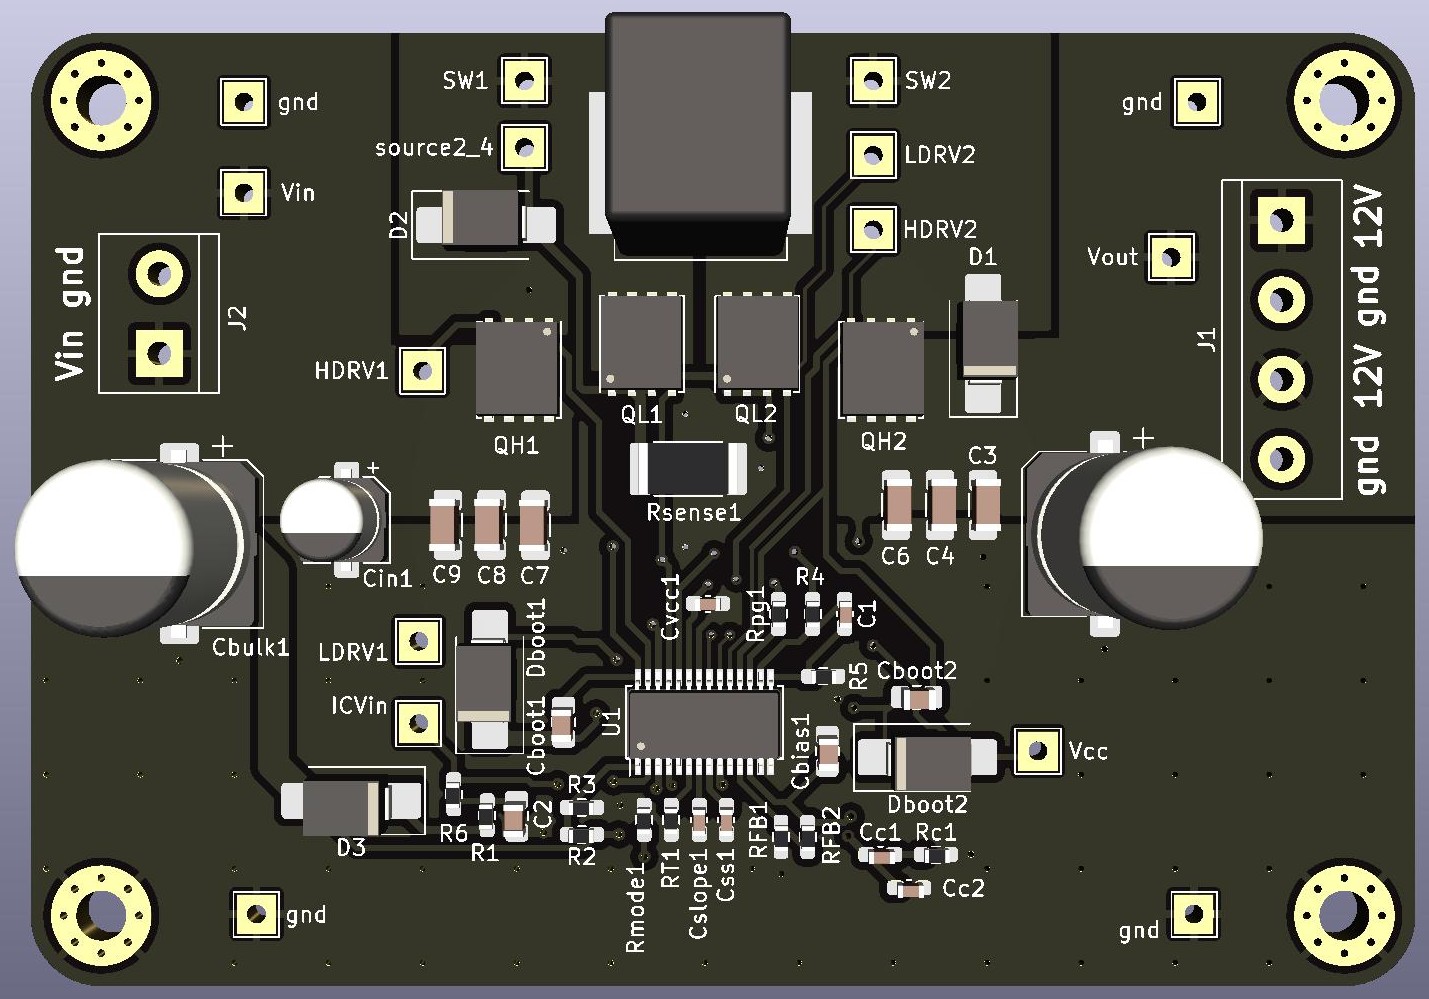 SW1
SW2
gnd
gnd
source2_4
LDRV2
Vin
HDRV2
D2
D1
Vout
Vin gnd
J2
J1
gnd 12V gnd 12V
HDRV1
QL1
QL2
QH1
QH2
+
+
+
C3
Rsense1
C9
C8
C7
Cin1
C6
C4
Cvcc1
Rpg1
R4
C1
Cbulk1
LDRV1
Dboot1
R5
Cboot2
ICVin
Cboot1
U1
Cbias1
Vcc
Dboot2
R3
C2
R6
R1
R2
D3
Rmode1
RT1
Cslope1
Css1
RFB1
RFB2
Cc1
Rc1
Cc2
gnd
gnd